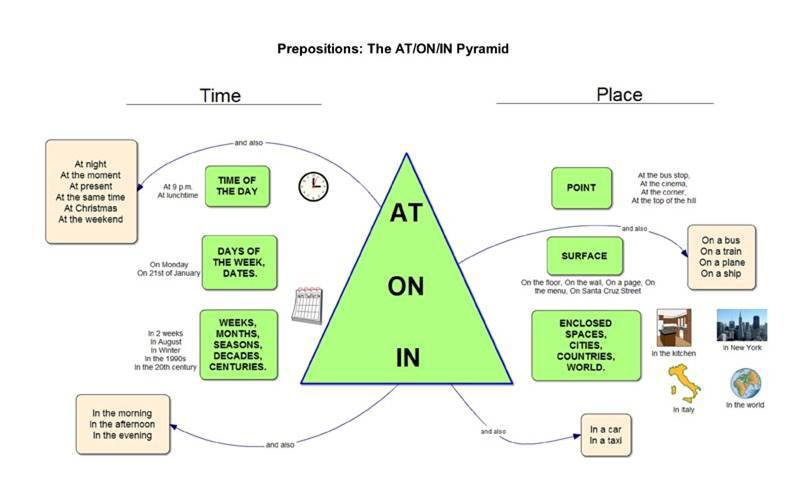 Prepositions: The AT/ON/IN Pyramid
Time
Place
and also
At night
At the moment
At present
At the same time
At Christmas
At the weekend
At 9 p.m.
At lunchtime
TIME OF
THE DAY
AT
POINT
At the bus stop,
At the cinema,
At the corner,
At the top of the hill
On Monday
On 21st of January
DAYS OF
THE WEEK,
DATES.
ON
SURFACE
On the floor, On the wall, On a page, On
the menu, On Santa Cruz Street
and also
On a bus
On a train
On a plane
On a ship
In 2 weeks
In August
In Winter
In the 1990s
In the 20th century
WEEKS,
MONTHS,
SEASONS,
DECADES,
CENTURIES.
IN
ENCLOSED
SPACES,
CITIES,
COUNTRIES,
WORLD.
In the kitchen
in New York
In Italy
In the world
In the morning
In the afternoon
In the evening
and also
and also
In a car
In a taxi